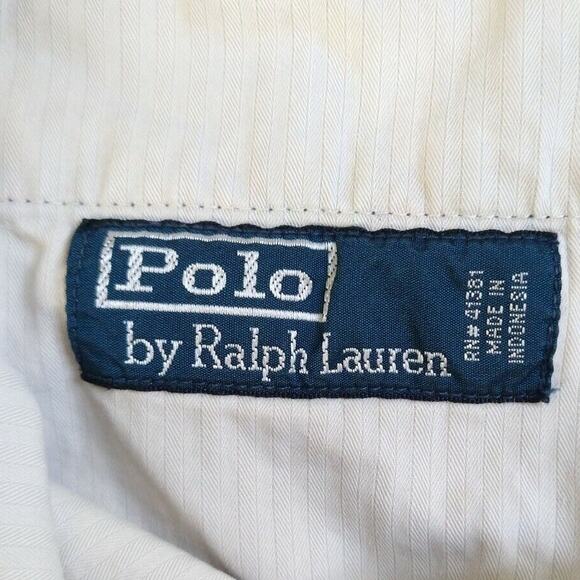 Polo
by Ralph Lauren
RN# 41381
MADE IN
INDONESIA